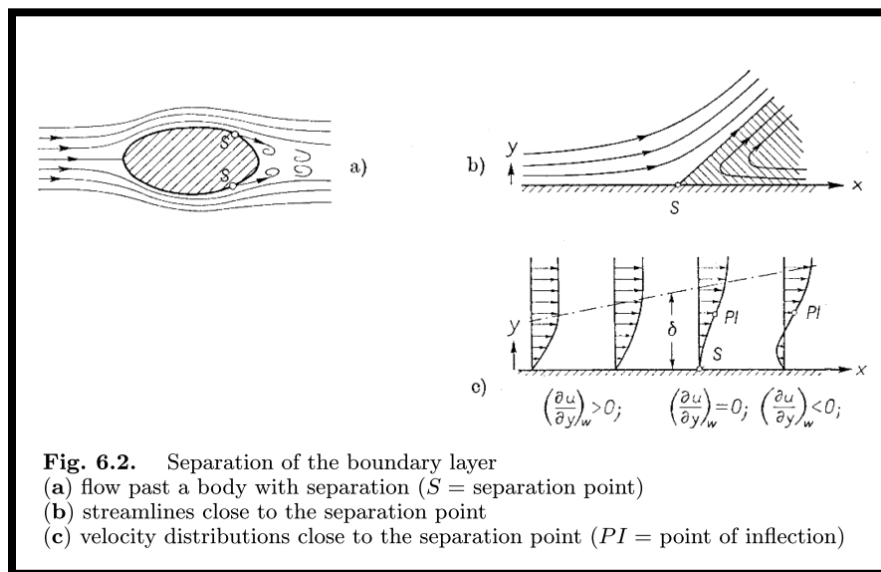 S
S
a)
b)
y
x
S
y
δ
PI
S
PI
x
c)
(∂u/∂y)w >0; (∂u/∂y)w =0; (∂u/∂y)w <0;
Fig. 6.2. Separation of the boundary layer
(a) flow past a body with separation (S = separation point)
(b) streamlines close to the separation point
(c) velocity distributions close to the separation point (PI = point of inflection)